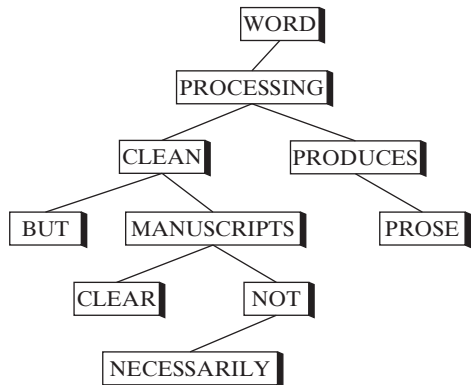 WORD
PROCESSING
CLEAN PRODUCES
BUT MANUSCRIPTS PROSE
CLEAR NOT
NECESSARILY